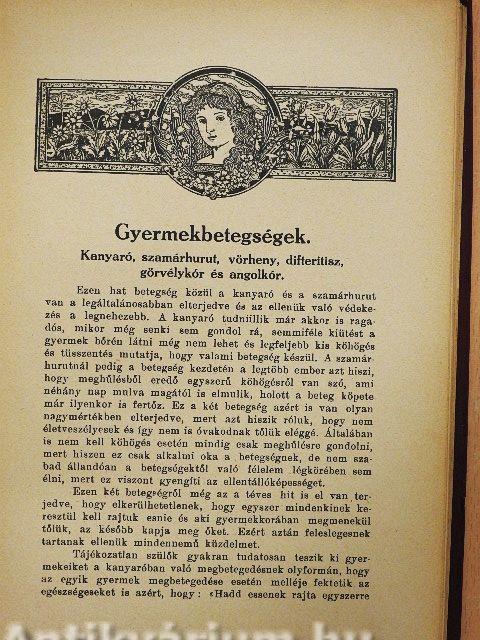 Gyermekbetegségek.
Kanyaró, szamárhurut, vörheny, difteritisz,
görvélykór és angolkór.
Ezen hat betegség közül a kanyaró és a szamárhurut
van a legáltalánosabban elterjedve és az ellenük való védeke-
zés a legnehezebb. A kanyaró tudniillik már akkor is raga-
dós, mikor még senki sem gondol rá, semmiféle kiütést a
gyermek bőrén látni még nem lehet és legfeljebb kis köhögés
és tüsszentés mutatja, hogy valami betegség készül. A szamár-
hurutnál pedig a betegség kezdetén a legtöbb ember azt hiszi,
hogy meghűlésből eredő egyszerű köhögésről van szó, ami
néhány nap mulva magától is elmulik, holott a beteg köpete
már ilyenkor is fertőz. Ez a két betegség azért is van olyan
nagymértékben elterjedve, mert azt hiszik róluk, hogy nem
életveszélyesek és így nem is óvakodnak tőlük eléggé. Általában
is nem kell köhögés esetén mindig csak meghűlésre gondolni,
mert hiszen ez csak alkalmi oka a betegségnek, de nem sza-
bad állandóan a betegségektől való félelem légkörében sem
élni, mert ez viszont gyengíti az ellentállóképességet.
Ezen két betegségről még az a téves hit is el van ter-
jedve, hogy elkerülhetetlenek, hogy egyszer mindenkinek ke-
resztül kell rajtuk esnie és aki gyermekkorában megmenekül
tőlük, az később kapja meg őket. Ezért aztán feleslegesnek
tartanak ellenük mindennemű küzdelmet.
Tájékozatlan szülők gyakran tudatosan teszik ki gyer-
mekeiket a kanyaróban való megbetegedésnek olyformán, hogy
az egyik gyermek megbetegedése esetén melléje fektetik az
egészségeseket is azért, hogy: «Hadd essenek rajta egyszerre
Antikvárium.hu